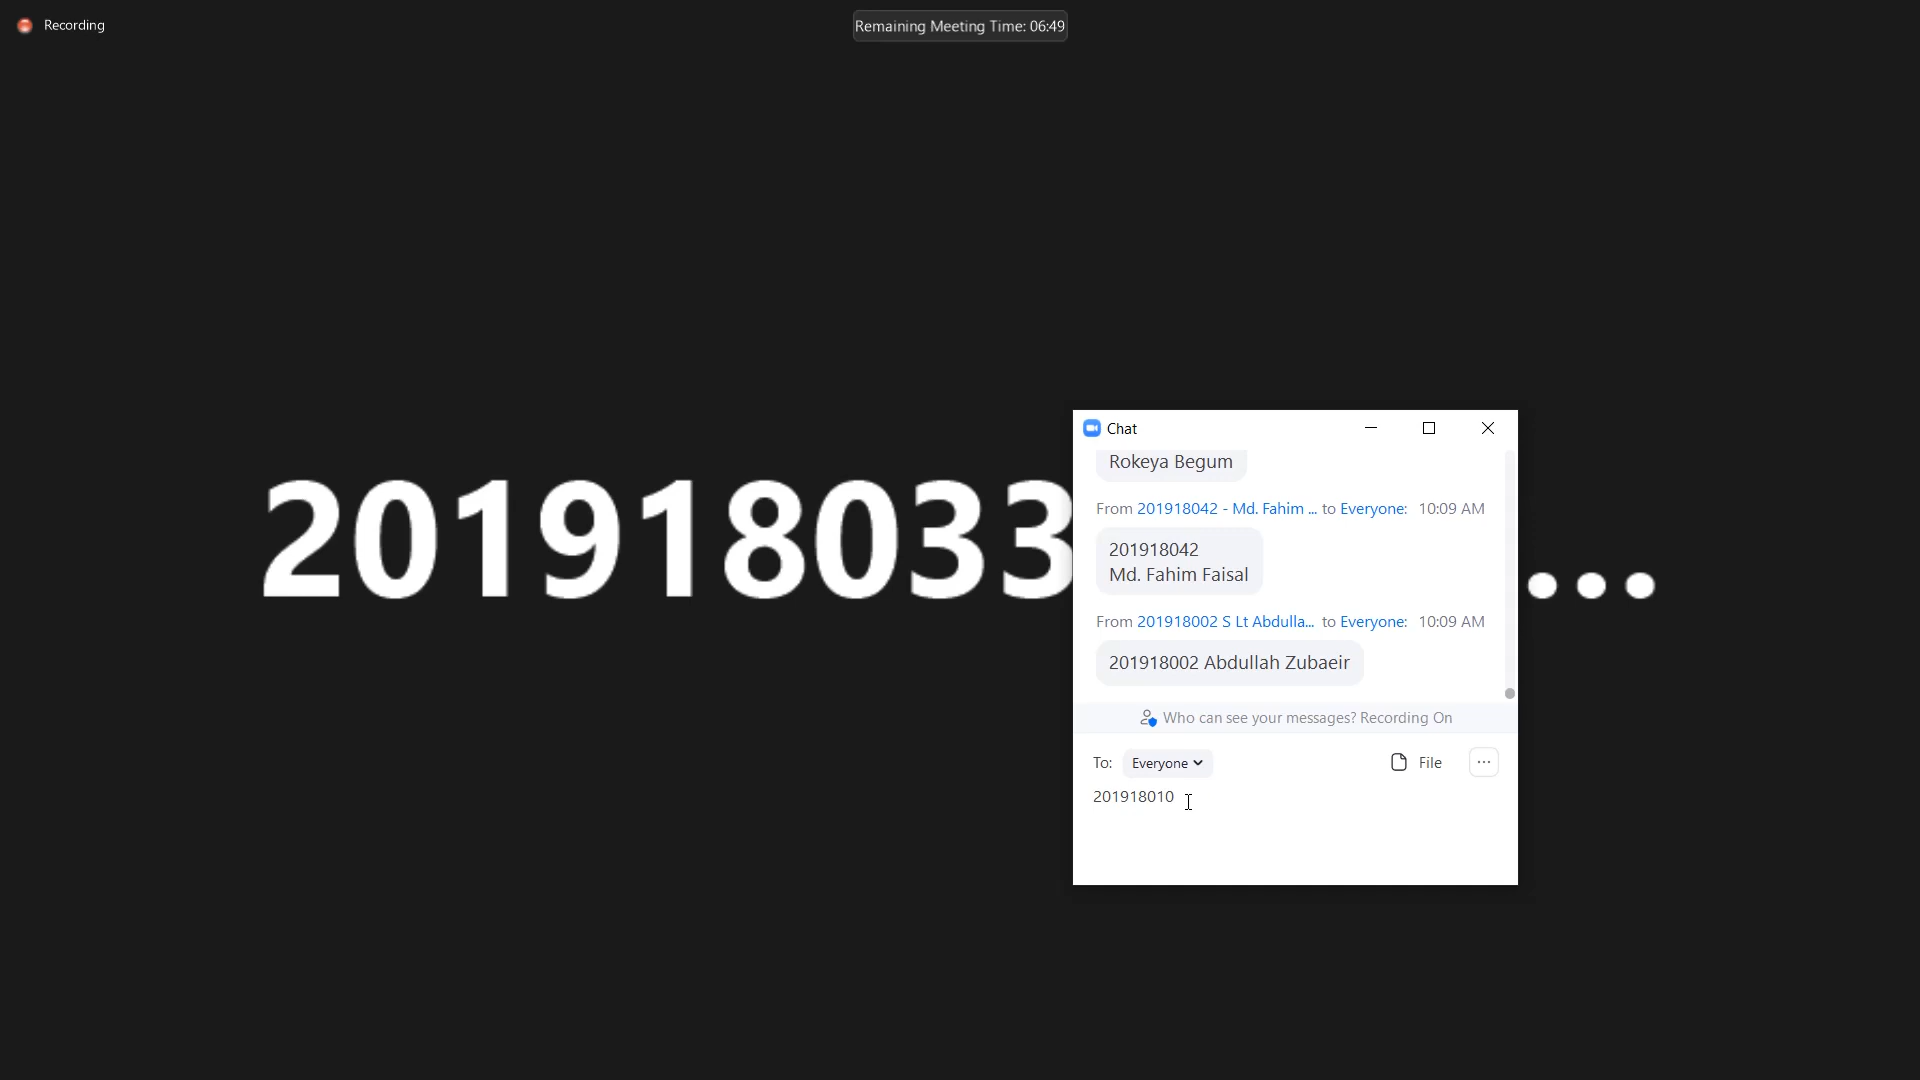 Recording
Remaining Meeting Time: 06:49
201918033
...
Chat
Rokeya Begum
From 201918042 - Md. Fahim ... to Everyone: 10:09 AM
201918042
Md. Fahim Faisal
From 201918002 S Lt Abdulla... to Everyone: 10:09 AM
201918002 Abdullah Zubaeir
Who can see your messages? Recording On
To: Everyone File
201918010